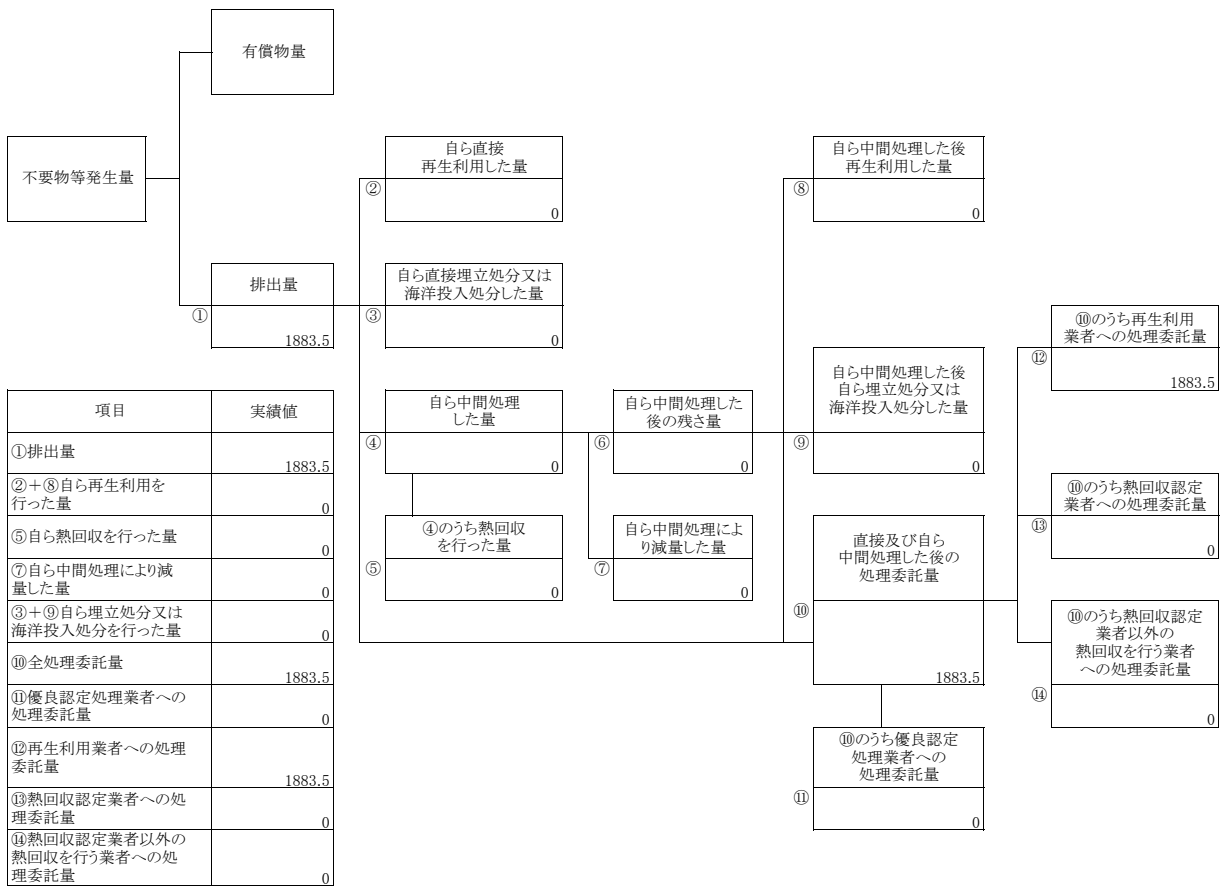 有償物量
不要物等発生量
排出量
①
1883.5
自ら直接
再生利用した量
②
0
自ら直接埋立処分又は
海洋投入処分した量
③
0
自ら中間処理
した量
④
0
④のうち熱回収
を行った量
⑤
0
自ら中間処理した
後の残さ量
⑥
0
自ら中間処理によ
り減量した量
⑦
0
自ら中間処理した後
再生利用した量
⑧
0
自ら中間処理した後
自ら埋立処分又は
海洋投入処分した量
⑨
0
直接及び自ら
中間処理した後の
処理委託量
⑩
1883.5
⑩のうち優良認定
処理業者への
処理委託量
⑪
0
⑩のうち再生利用
業者への処理委託量
⑫
1883.5
⑩のうち熱回収認定
業者への処理委託量
⑬
0
⑩のうち熱回収認定
業者以外の
熱回収を行う業者
への処理委託量
⑭
0
項目 実績値
①排出量
1883.5
②＋⑧自ら再生利用を
行った量
0
⑤自ら熱回収を行った量
0
⑦自ら中間処理により減
量した量
0
③＋⑨自ら埋立処分又は
海洋投入処分を行った量
0
⑩全処理委託量
1883.5
⑪優良認定処理業者への
処理委託量
0
⑫再生利用業者への処理
委託量
1883.5
⑬熱回収認定業者への処
理委託量
0
⑭熱回収認定業者以外の
熱回収を行う業者への処
理委託量
0